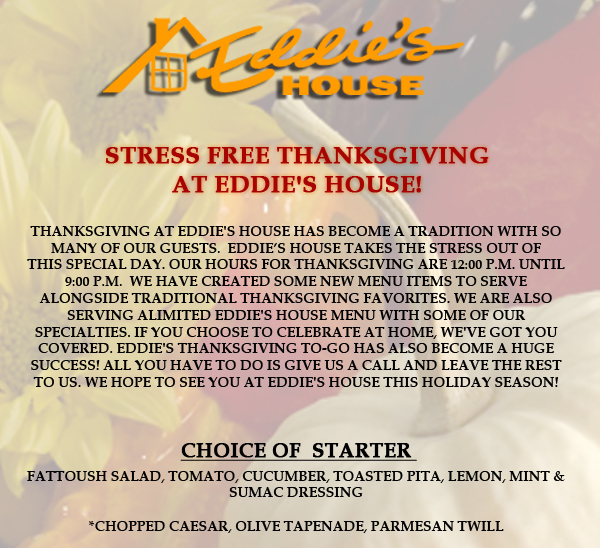 Eddie's
HOUSE
STRESS FREE THANKSGIVING
AT EDDIE'S HOUSE!
THANKSGIVING AT EDDIE'S HOUSE HAS BECOME A TRADITION WITH SO
MANY OF OUR GUESTS.  EDDIE’S HOUSE TAKES THE STRESS OUT OF
THIS SPECIAL DAY. OUR HOURS FOR THANKSGIVING ARE 12:00 P.M. UNTIL
9:00 P.M.  WE HAVE CREATED SOME NEW MENU ITEMS TO SERVE
ALONGSIDE TRADITIONAL THANKSGIVING FAVORITES. WE ARE ALSO
SERVING ALIMITED EDDIE'S HOUSE MENU WITH SOME OF OUR
SPECIALTIES. IF YOU CHOOSE TO CELEBRATE AT HOME, WE'VE GOT YOU
COVERED. EDDIE'S THANKSGIVING TO-GO HAS ALSO BECOME A HUGE
SUCCESS! ALL YOU HAVE TO DO IS GIVE US A CALL AND LEAVE THE REST
TO US. WE HOPE TO SEE YOU AT EDDIE'S HOUSE THIS HOLIDAY SEASON!
CHOICE OF  STARTER
FATTOUSH SALAD, TOMATO, CUCUMBER, TOASTED PITA, LEMON, MINT &
SUMAC DRESSING
*CHOPPED CAESAR, OLIVE TAPENADE, PARMESAN TWILL